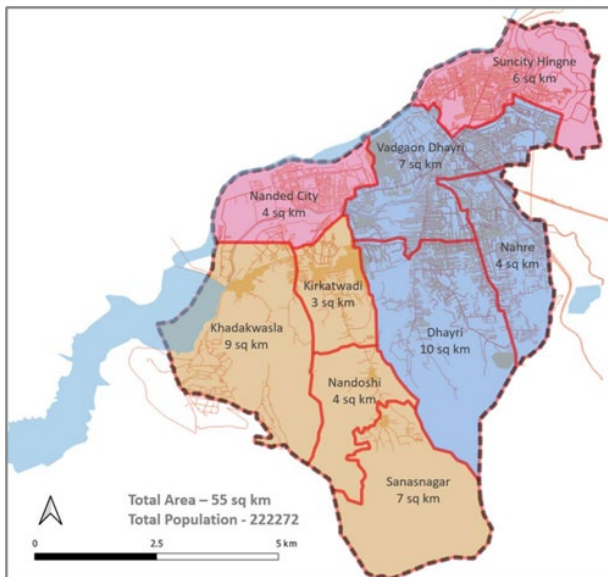 Suncity Hingne
6 sq km
Vadgaon Dhayri
7 sq km
Nanded City
4 sq km
Nahre
4 sq km
Kirkatwadi
3 sq km
Khadakwasla
9 sq km
Dhayri
10 sq km
Nandoshi
4 sq km
Sanasnagar
7 sq km
Total Area – 55 sq km
Total Population - 222272
0 2.5 5 km